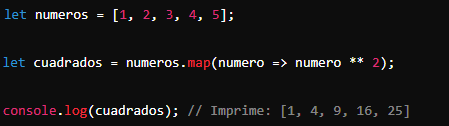 let numeros = [1, 2, 3, 4, 5];
let cuadrados = numeros.map(numero => numero ** 2);
console.log(cuadrados); // Imprime: [1, 4, 9, 16, 25]